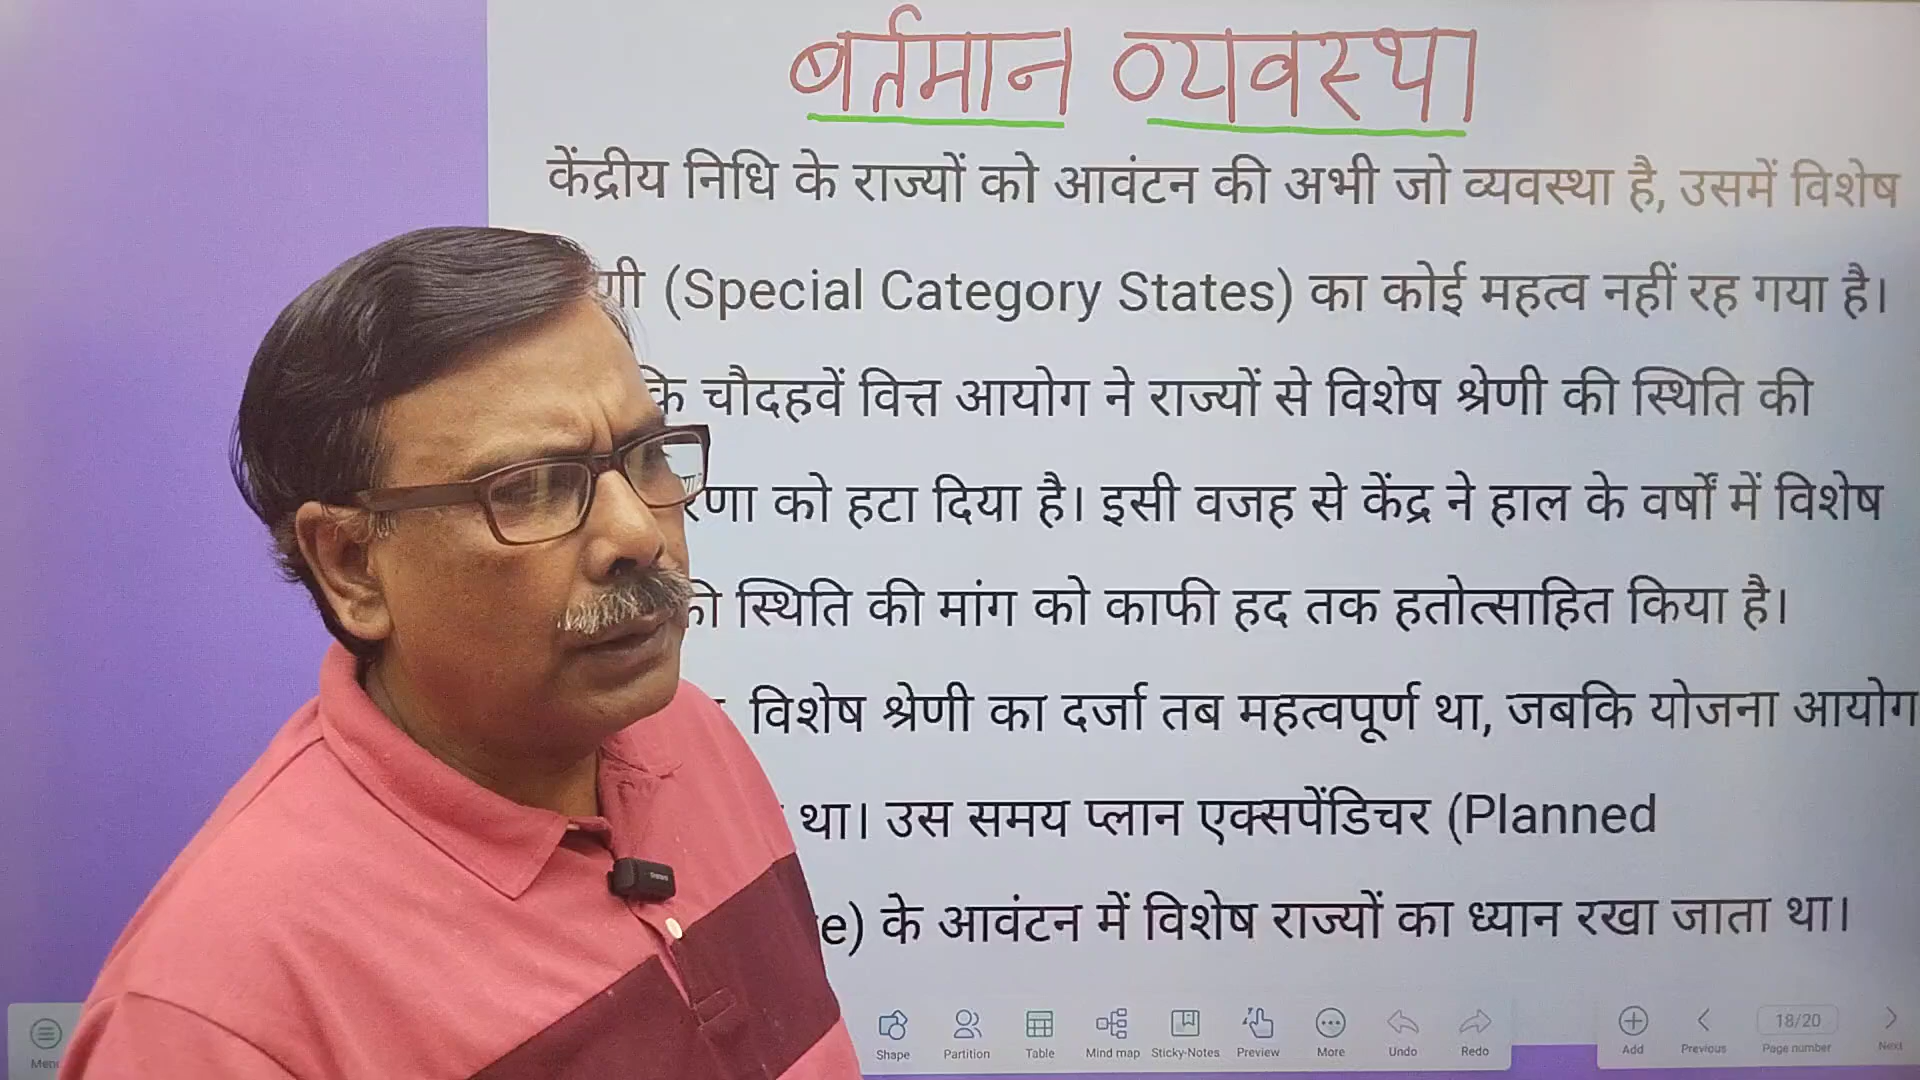 बर्तमान व्यवस्था
केंद्रीय निधि के राज्यों को आवंटन की अभी जो व्यवस्था है, उसमें विशेष
(Special Category States) का कोई महत्व नहीं रह गया है।
चौदहवें वित्त आयोग ने राज्यों से विशेष श्रेणी की स्थिति की
को हटा दिया है। इसी वजह से केंद्र ने हाल के वर्षों में विशेष
स्थिति की मांग को काफी हद तक हतोत्साहित किया है।
विशेष श्रेणी का दर्जा तब महत्वपूर्ण था, जबकि योजना आयोग
था। उस समय प्लान एक्सपेंडिचर (Planned
के आवंटन में विशेष राज्यों का ध्यान रखा जाता था।
Shape Partition Table Mind map Sticky-Notes Preview More Undo Redo
Add Previous 18/20 Page number Next